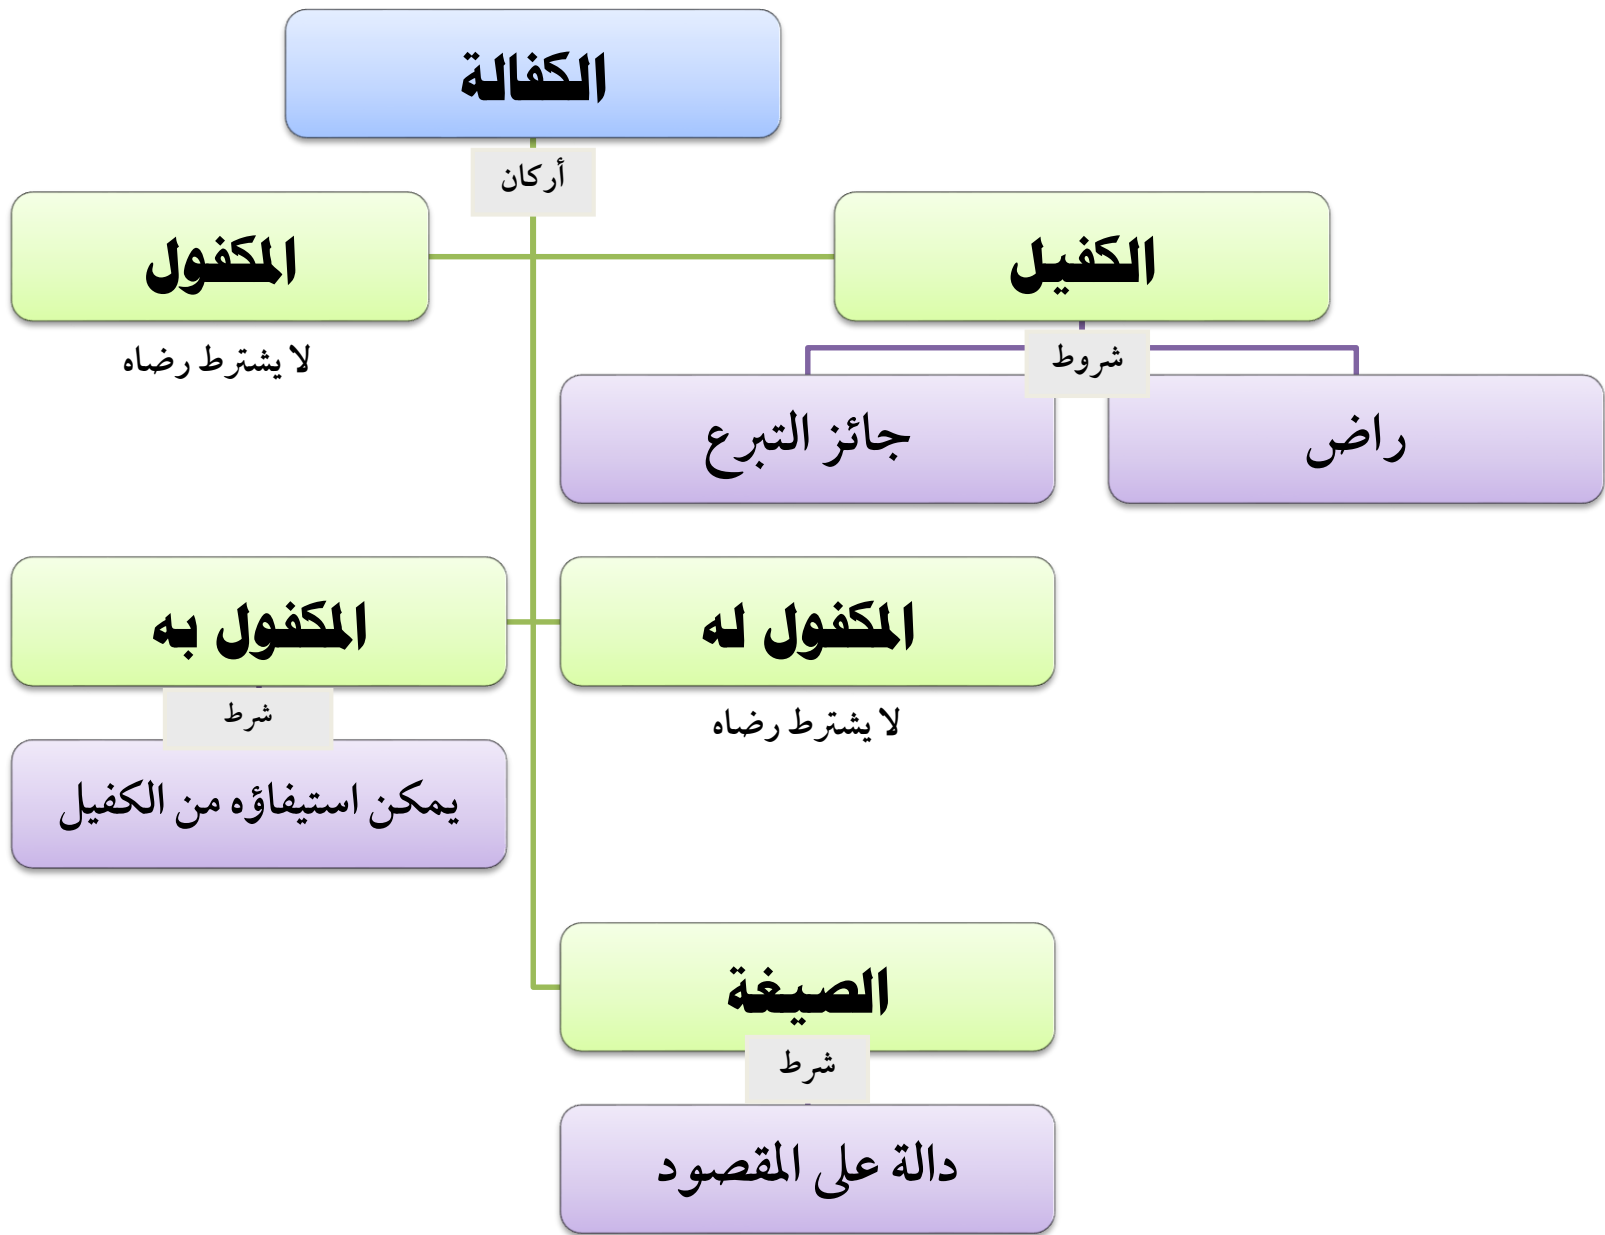 الكفالة
أركان
الكفيل
المكفول
شروط
لا يشترط رضاه
راض
جائز التبرع
المكفول له
المكفول به
لا يشترط رضاه
شرط
يمكن استيفاؤه من الكفيل
الصيغة
شرط
دالة على المقصود